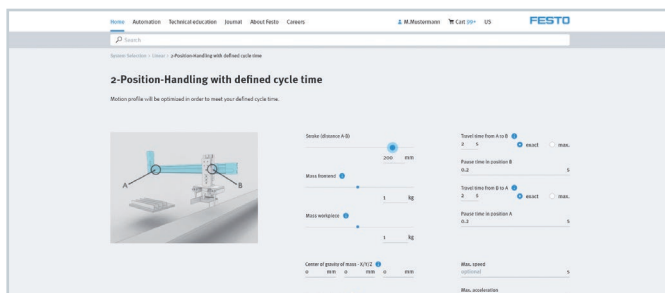 Home Automation Technical education Journal About Festo Careers M.Mustermann Cart 99+ US FESTO
Search
2-Position-Handling with defined cycle time
2-Position-Handling with defined cycle time
Motion profile will be optimised in order to meet your defined cycle time.
A B
Stroke (distance A-B)
200 mm
Mass frontend
1 kg
Mass workpiece
1 kg
Center of gravity of mass - X/Y/Z
0 mm 0 mm 0 mm
Travel time from A to B
2 s exact max.
Pause time in position B
0.2 s
Travel time from B to A
2 s exact max.
Pause time in position A
0.2 s
Max. speed
optional s
Max. acceleration